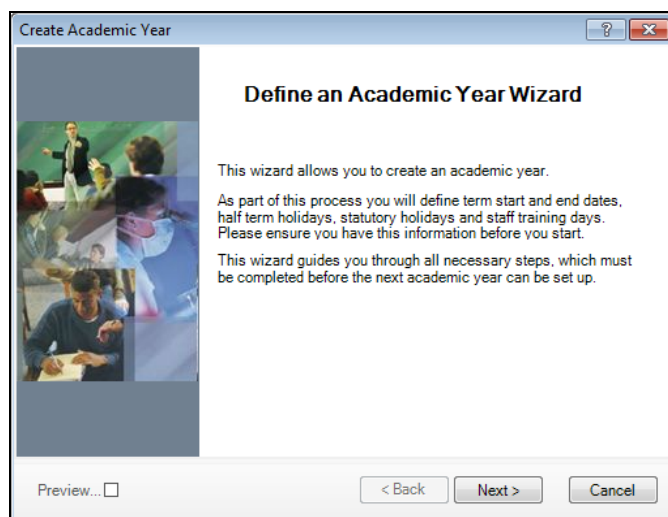 Create Academic Year
?
Define an Academic Year Wizard
This wizard allows you to create an academic year.
As part of this process you will define term start and end dates,
half term holidays, statutory holidays and staff training days.
Please ensure you have this information before you start.
This wizard guides you through all necessary steps, which must
be completed before the next academic year can be set up.
Preview... < Back Next > Cancel